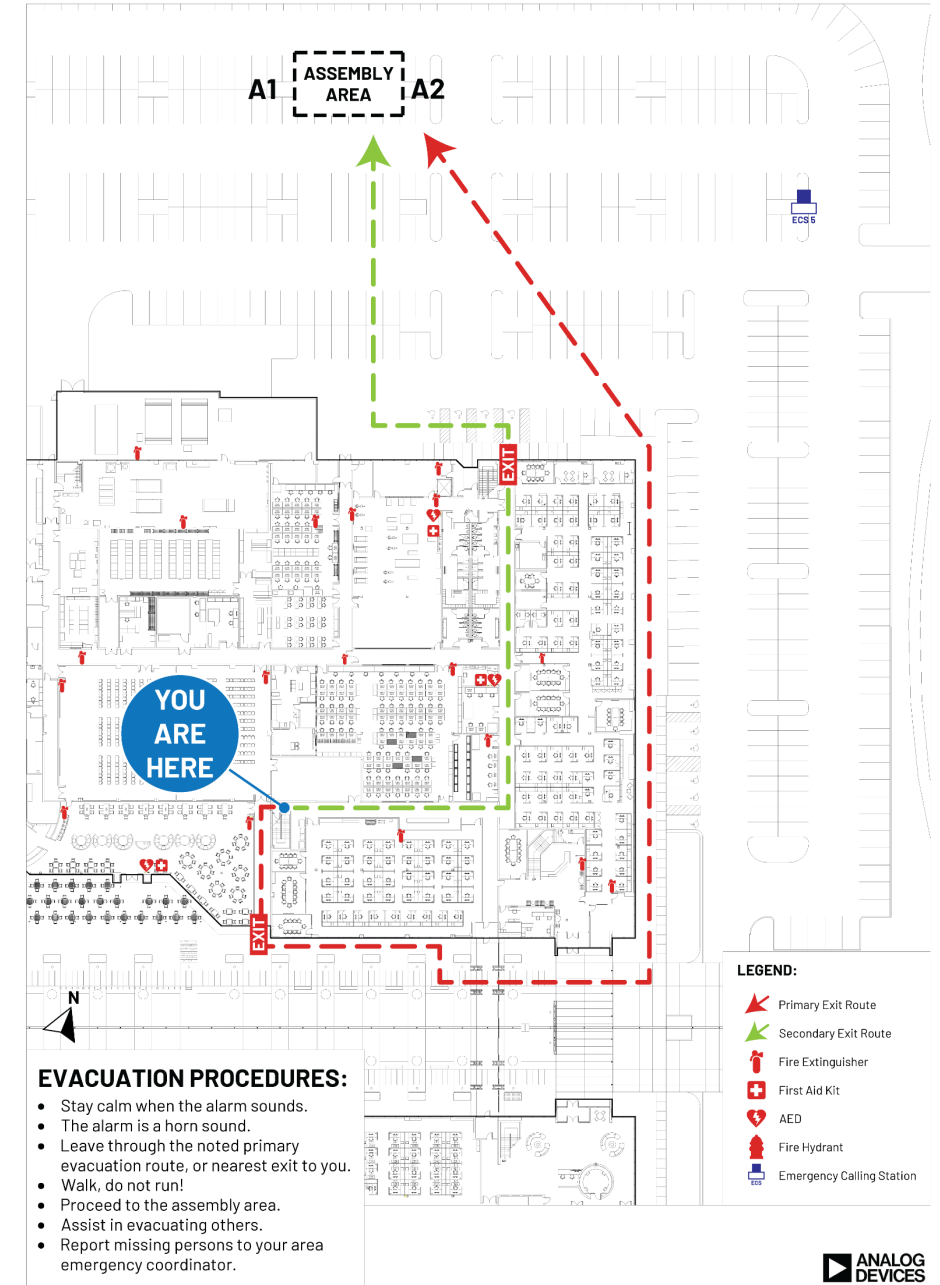 A1
ASSEMBLY
AREA
A2
ECS 5
EXIT
YOU
ARE
HERE
EXIT
N
LEGEND:
Primary Exit Route
Secondary Exit Route
Fire Extinguisher
First Aid Kit
AED
Fire Hydrant
ECS
Emergency Calling Station
EVACUATION PROCEDURES:
• Stay calm when the alarm sounds.
• The alarm is a horn sound.
• Leave through the noted primary
evacuation route, or nearest exit to you.
• Walk, do not run!
• Proceed to the assembly area.
• Assist in evacuating others.
• Report missing persons to your area
emergency coordinator.
ANALOG
DEVICES